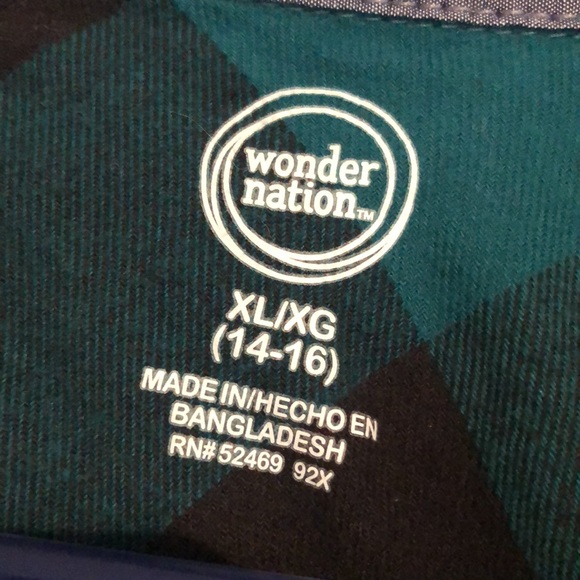 wonder
nation™
XL/XG
(14-16)
MADE IN/HECHO EN
BANGLADESH
RN# 52469 92X